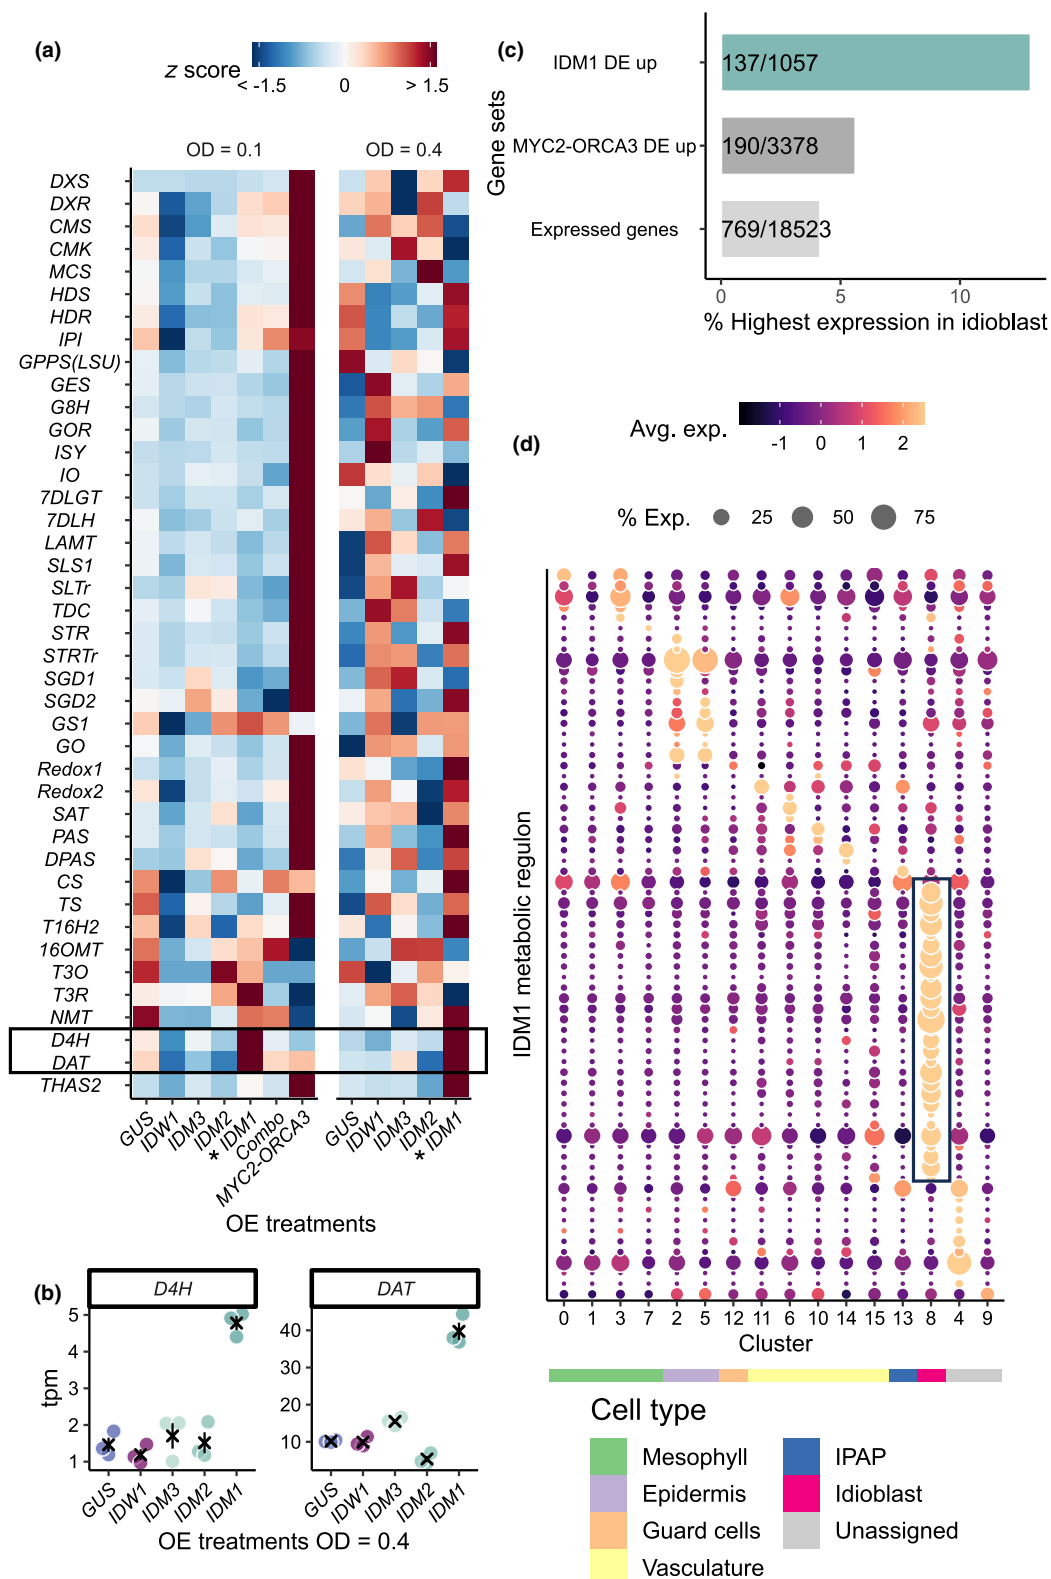 (a)
z score
< -1.5 0 > 1.5
OD = 0.1 OD = 0.4
DXS
DXR
CMS
CMK
MCS
HDS
HDR
IPI
GPPS(LSU)
GES
G8H
GOR
ISY
IO
7DLGT
7DLH
LAMT
SLS1
SLTr
TDC
STR
STRTr
SGD1
SGD2
GS1
GO
Redox1
Redox2
SAT
PAS
DPAS
CS
TS
T16H2
16OMT
T3O
T3R
NMT
D4H
DAT
THAS2
GUS IDW1 IDM3 IDM2 * IDM1 Combo MYC2-ORCA3 GUS IDW1 IDM3 IDM2 * IDM1
OE treatments
(b)
D4H DAT
tpm
5
4
3
2
1
40
30
20
10
GUS IDW1 IDM3 IDM2 IDM1 GUS IDW1 IDM3 IDM2 IDM1
OE treatments OD = 0.4
(c)
Gene sets
IDM1 DE up 137/1057
MYC2-ORCA3 DE up 190/3378
Expressed genes 769/18523
0 5 10
% Highest expression in idioblast
(d)
Avg. exp.
-1 0 1 2
% Exp. 25 50 75
IDM1 metabolic regulon
0 1 3 7 2 5 12 11 6 10 14 15 13 8 4 9
Cluster
Cell type
Mesophyll IPAP
Epidermis Idioblast
Guard cells Unassigned
Vasculature